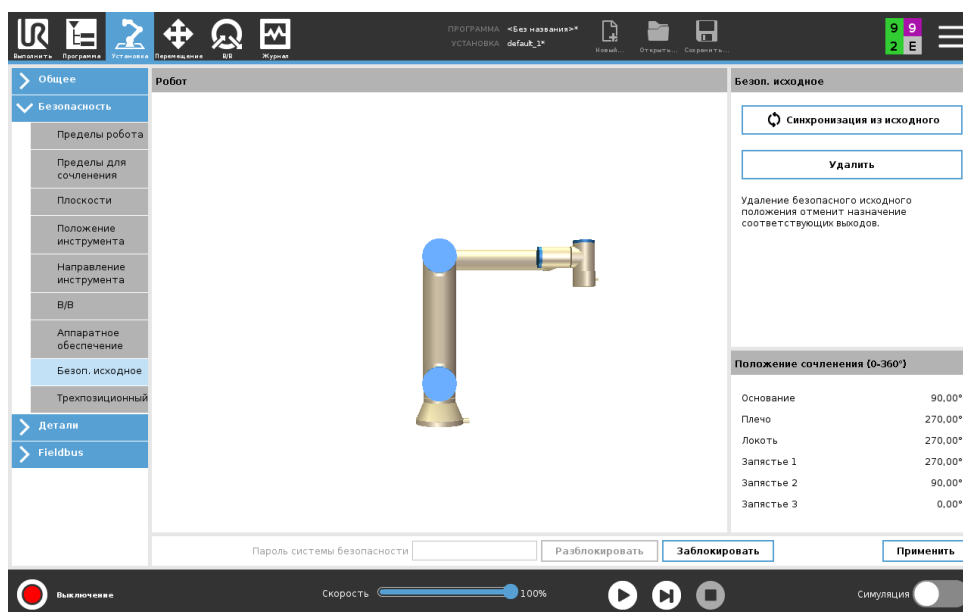 ПРОГРАММА <Без названия>*
УСТАНОВКА default_1*
Выполнить
Программа
Установка
Перемещение
В/В
Журнал
Новый...
Открыть...
Сохранить...
9 9
2 E
Общее
Безопасность
Пределы робота
Пределы для
сочленения
Плоскости
Положение
инструмента
Направление
инструмента
В/В
Аппаратное
обеспечение
Безоп. исходное
Трехпозиционный
Детали
Fieldbus
Робот
Безоп. исходное
Синхронизация из исходного
Удалить
Удаление безопасного исходного
положения отменит назначение
соответствующих выходов.
Положение сочленения (0-360°)
Основание 90,00°
Плечо 270,00°
Локоть 270,00°
Запястье 1 270,00°
Запястье 2 90,00°
Запястье 3 0,00°
Пароль системы безопасности
Разблокировать
Заблокировать
Применить
Выключение
Скорость
100%
Симуляция